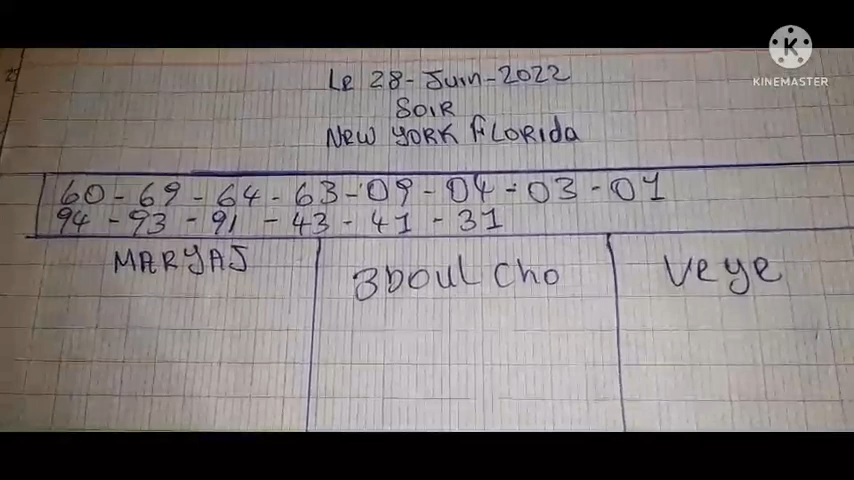 K
KINEMASTER
Le 28-Juin-2022
SOIR
NEW YORK FLORIDA
60-69-64-63-09-04-03-01
94-93-91-43-41-31
MARYAJ
3boul cho
veye